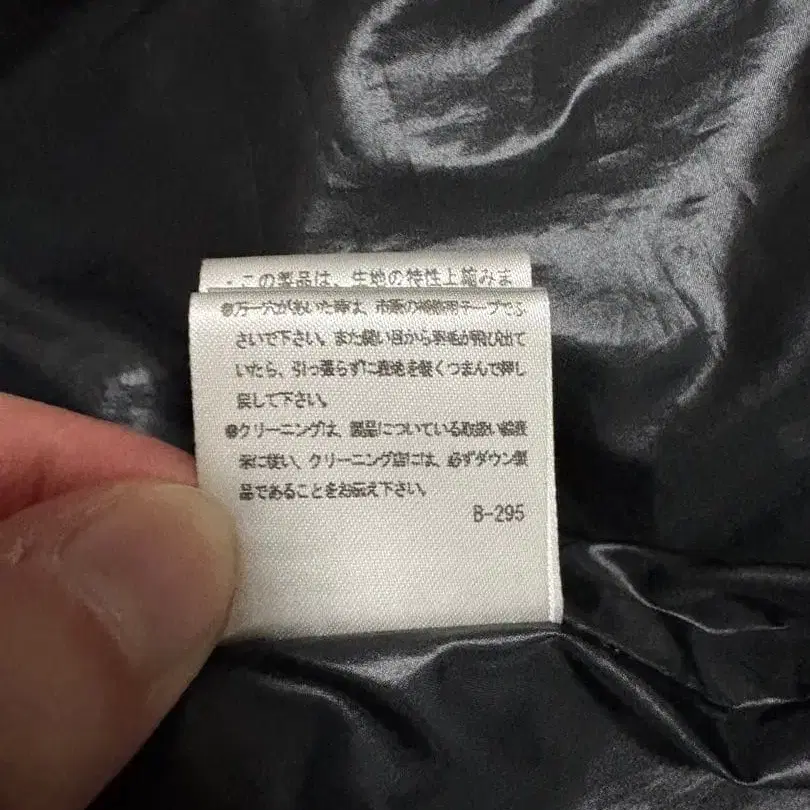 ・この製品は、生地の特性上縮みま
●万一穴があいた時は、市販の補修用テープでふ
さいで下さい。また縫い目から羽毛が飛び出て
いたら、引っ張らずに裏地を軽くつまんで押し
戻して下さい。
●クリーニングは、製品についている取扱い絵表
示に従い、クリーニング店には、必ずダウン製
品であることをお伝え下さい。
B-295